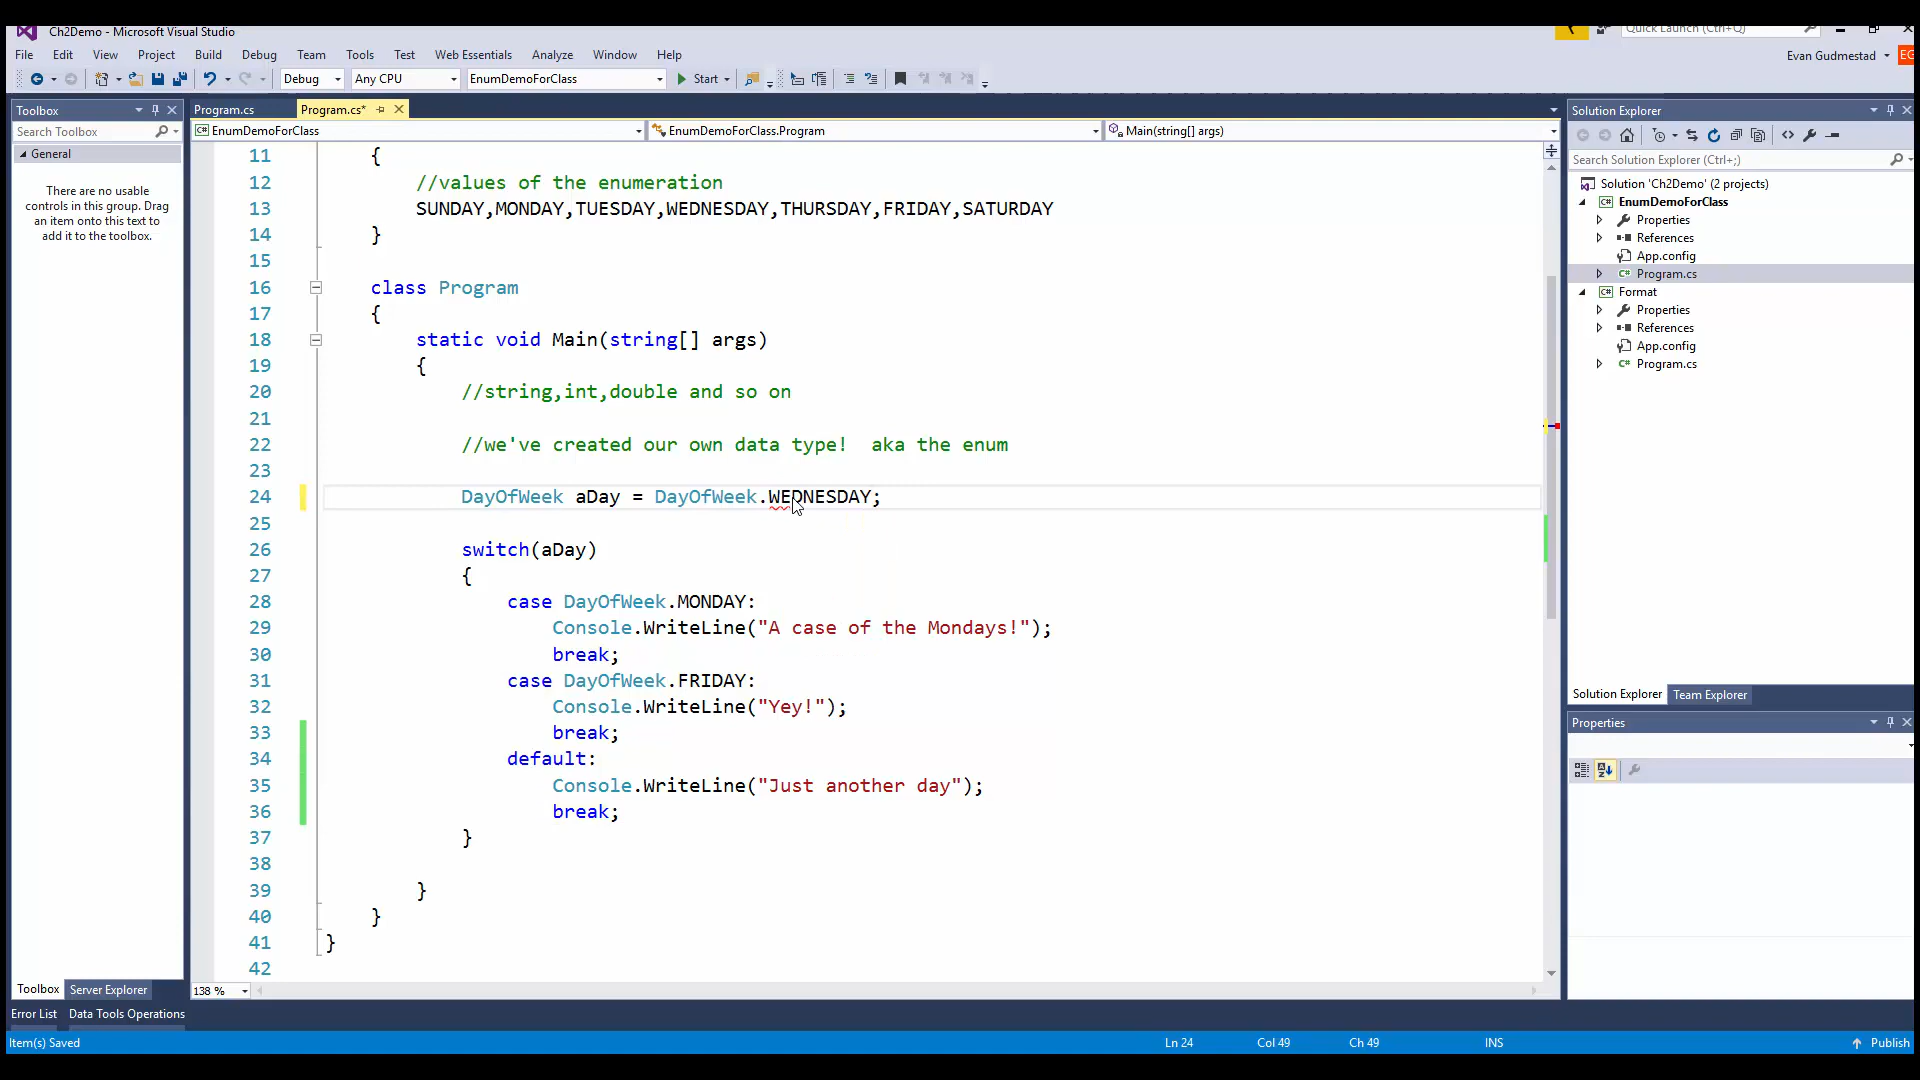 Ch2Demo - Microsoft Visual Studio
Quick Launch (Ctrl+Q)
File Edit View Project Build Debug Team Tools Test Web Essentials Analyze Window Help
Evan Gudmestad EG
Debug Any CPU EnumDemoForClass Start
Toolbox
Search Toolbox
General
There are no usable
controls in this group. Drag
an item onto this text to
add it to the toolbox.
Program.cs Program.cs*
EnumDemoForClass EnumDemoForClass.Program Main(string[] args)
11 {
12 //values of the enumeration
13 SUNDAY,MONDAY,TUESDAY,WEDNESDAY,THURSDAY,FRIDAY,SATURDAY
14 }
15
16 class Program
17 {
18 static void Main(string[] args)
19 {
20 //string,int,double and so on
21
22 //we've created our own data type!  aka the enum
23
24 DayOfWeek aDay = DayOfWeek.WEDNESDAY;
25
26 switch(aDay)
27 {
28 case DayOfWeek.MONDAY:
29 Console.WriteLine("A case of the Mondays!");
30 break;
31 case DayOfWeek.FRIDAY:
32 Console.WriteLine("Yey!");
33 break;
34 default:
35 Console.WriteLine("Just another day");
36 break;
37 }
38
39 }
40 }
41 }
42
138 %
Solution Explorer
Search Solution Explorer (Ctrl+;)
Solution 'Ch2Demo' (2 projects)
EnumDemoForClass
Properties
References
App.config
Program.cs
Format
Properties
References
App.config
Program.cs
Solution Explorer Team Explorer
Properties
Toolbox Server Explorer
Error List Data Tools Operations
Item(s) Saved Ln 24 Col 49 Ch 49 INS Publish